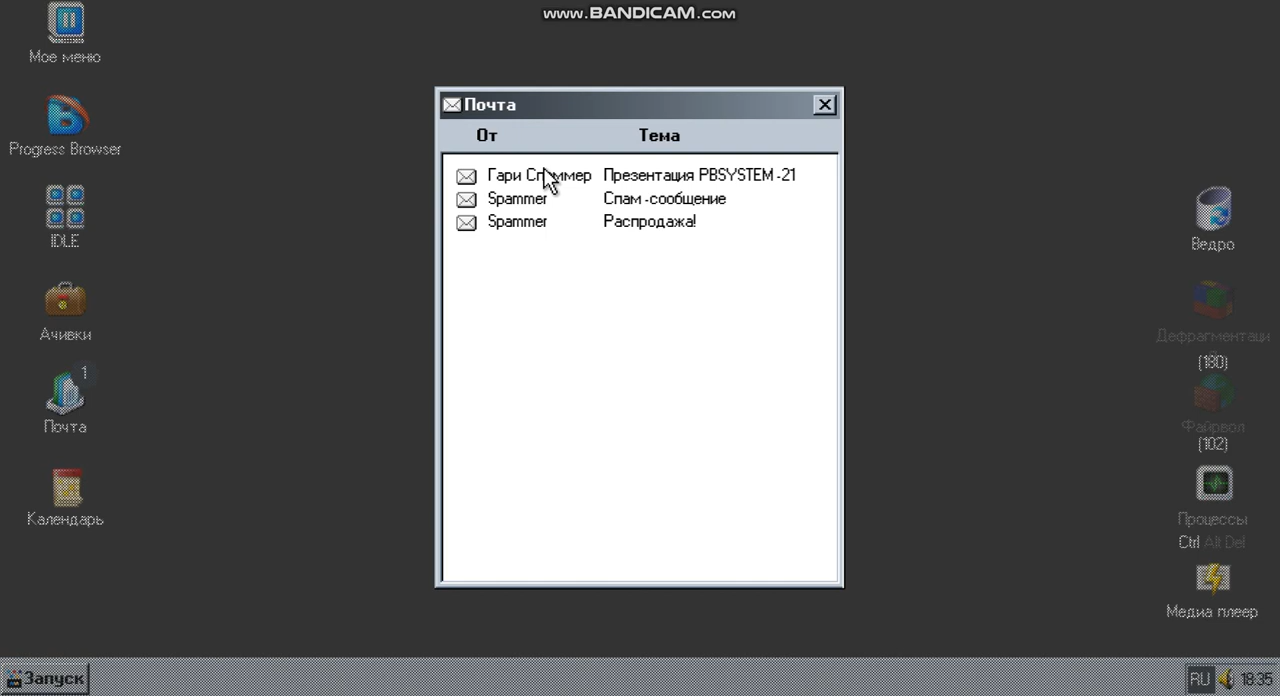 www.BANDICAM.com
Мое меню
Progress Browser
IDLE
Ачивки
1
Почта
Календарь
Почта
От Тема
Гари Спаммер Презентация PBSYSTEM-21
Spammer Спам-сообщение
Spammer Распродажа!
Ведро
Дефрагментаци
(180)
Файрвол
(102)
Процессы
Ctrl Alt Del
Медиа плеер
Запуск
RU 18:35